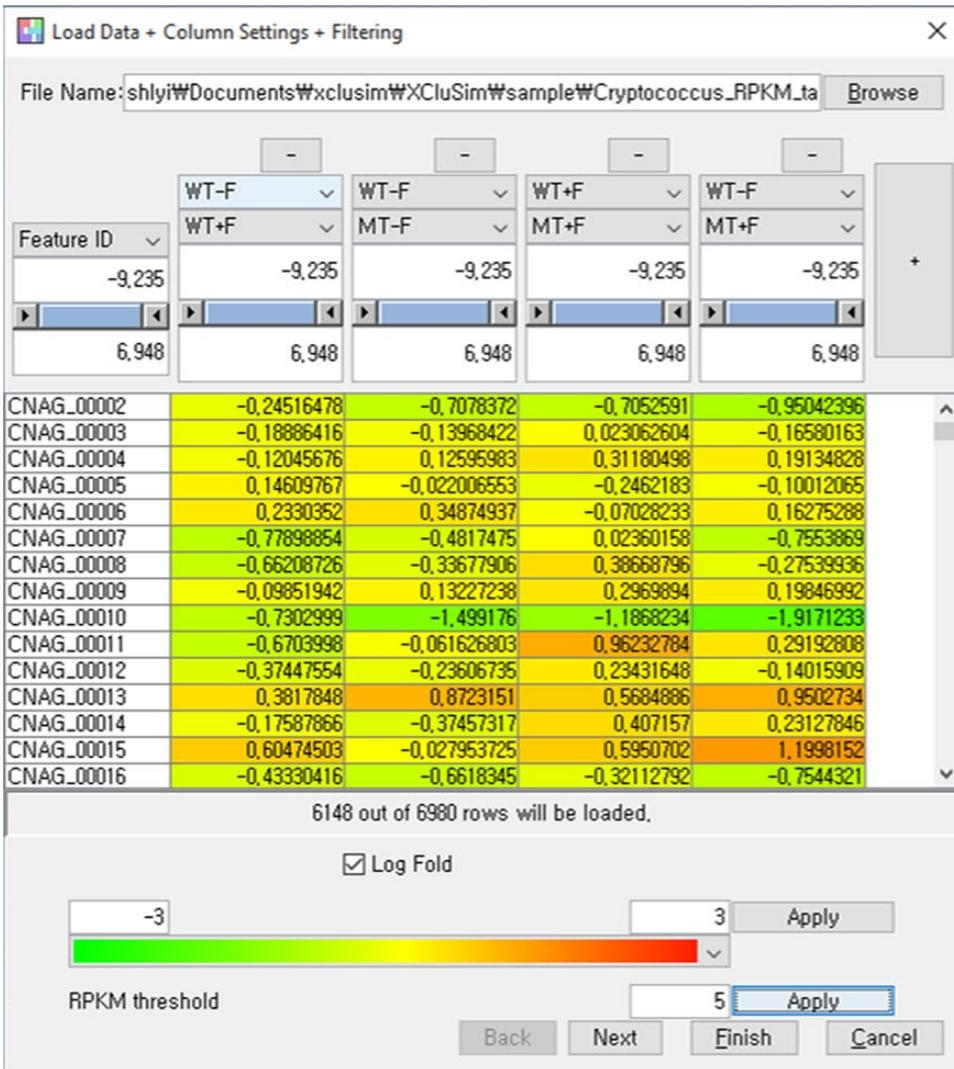 Load Data + Column Settings + Filtering
File Name: shlyi₩Documents₩xclusim₩XCluSim₩sample₩Cryptococcus_RPKM_ta Browse
- - - -
WT-F WT-F WT+F WT-F
Feature ID WT+F MT-F MT+F MT+F
-9,235 -9,235 -9,235 -9,235 -9,235 +
6,948 6,948 6,948 6,948 6,948
CNAG_00002 -0,24516478 -0,7078372 -0,7052591 -0,95042396
CNAG_00003 -0,18886416 -0,13968422 0,023062604 -0,16580163
CNAG_00004 -0,12045676 0,12595983 0,31180498 0,19134828
CNAG_00005 0,14609767 -0,022006553 -0,2462183 -0,10012065
CNAG_00006 0,2330352 0,34874937 -0,07028233 0,16275288
CNAG_00007 -0,77898854 -0,4817475 0,02360158 -0,7553869
CNAG_00008 -0,66208726 -0,33677906 0,38668796 -0,27539936
CNAG_00009 -0,09851942 0,13227238 0,2969894 0,19846992
CNAG_00010 -0,7302999 -1,499176 -1,1868234 -1,9171233
CNAG_00011 -0,6703998 -0,061626803 0,96232784 0,29192808
CNAG_00012 -0,37447554 -0,23606735 0,23431648 -0,14015909
CNAG_00013 0,3817848 0,8723151 0,5684886 0,9502734
CNAG_00014 -0,17587866 -0,37457317 0,407157 0,23127846
CNAG_00015 0,60474503 -0,027953725 0,5950702 1,1998152
CNAG_00016 -0,43330416 -0,6618345 -0,32112792 -0,7544321
6148 out of 6980 rows will be loaded,
Log Fold
-3 3 Apply
RPKM threshold 5 Apply
Back Next Finish Cancel